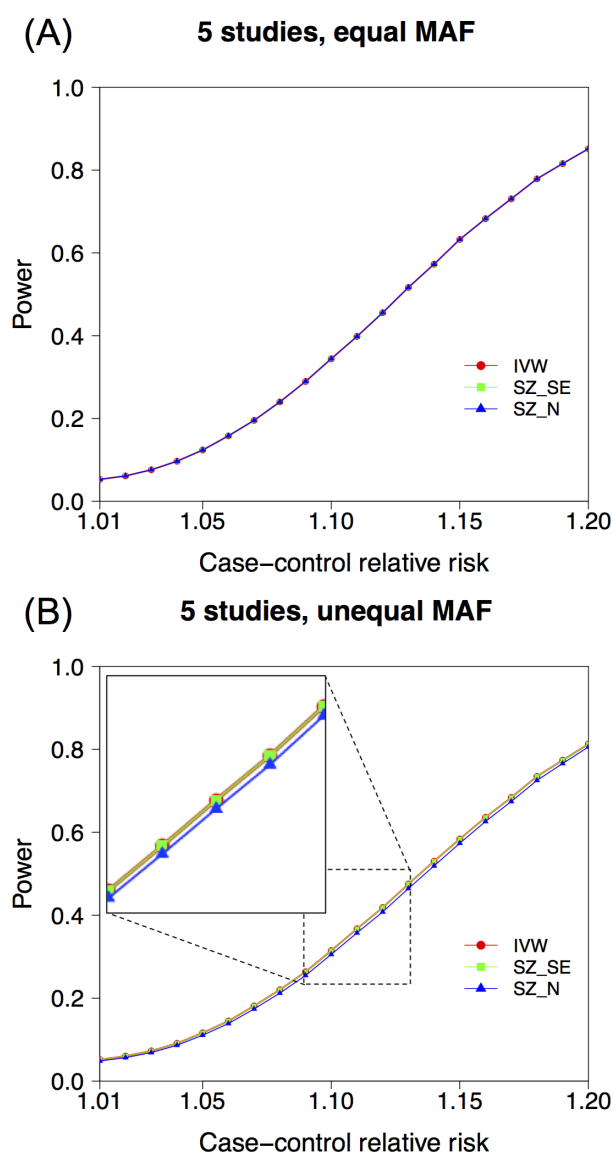 (A) 5 studies, equal MAF
1.0
0.8
0.6
0.4
0.2
0.0
Power
IVW
SZ_SE
SZ_N
1.01 1.05 1.10 1.15 1.20
Case−control relative risk
(B) 5 studies, unequal MAF
1.0
0.8
0.6
0.4
0.2
0.0
Power
IVW
SZ_SE
SZ_N
1.01 1.05 1.10 1.15 1.20
Case−control relative risk